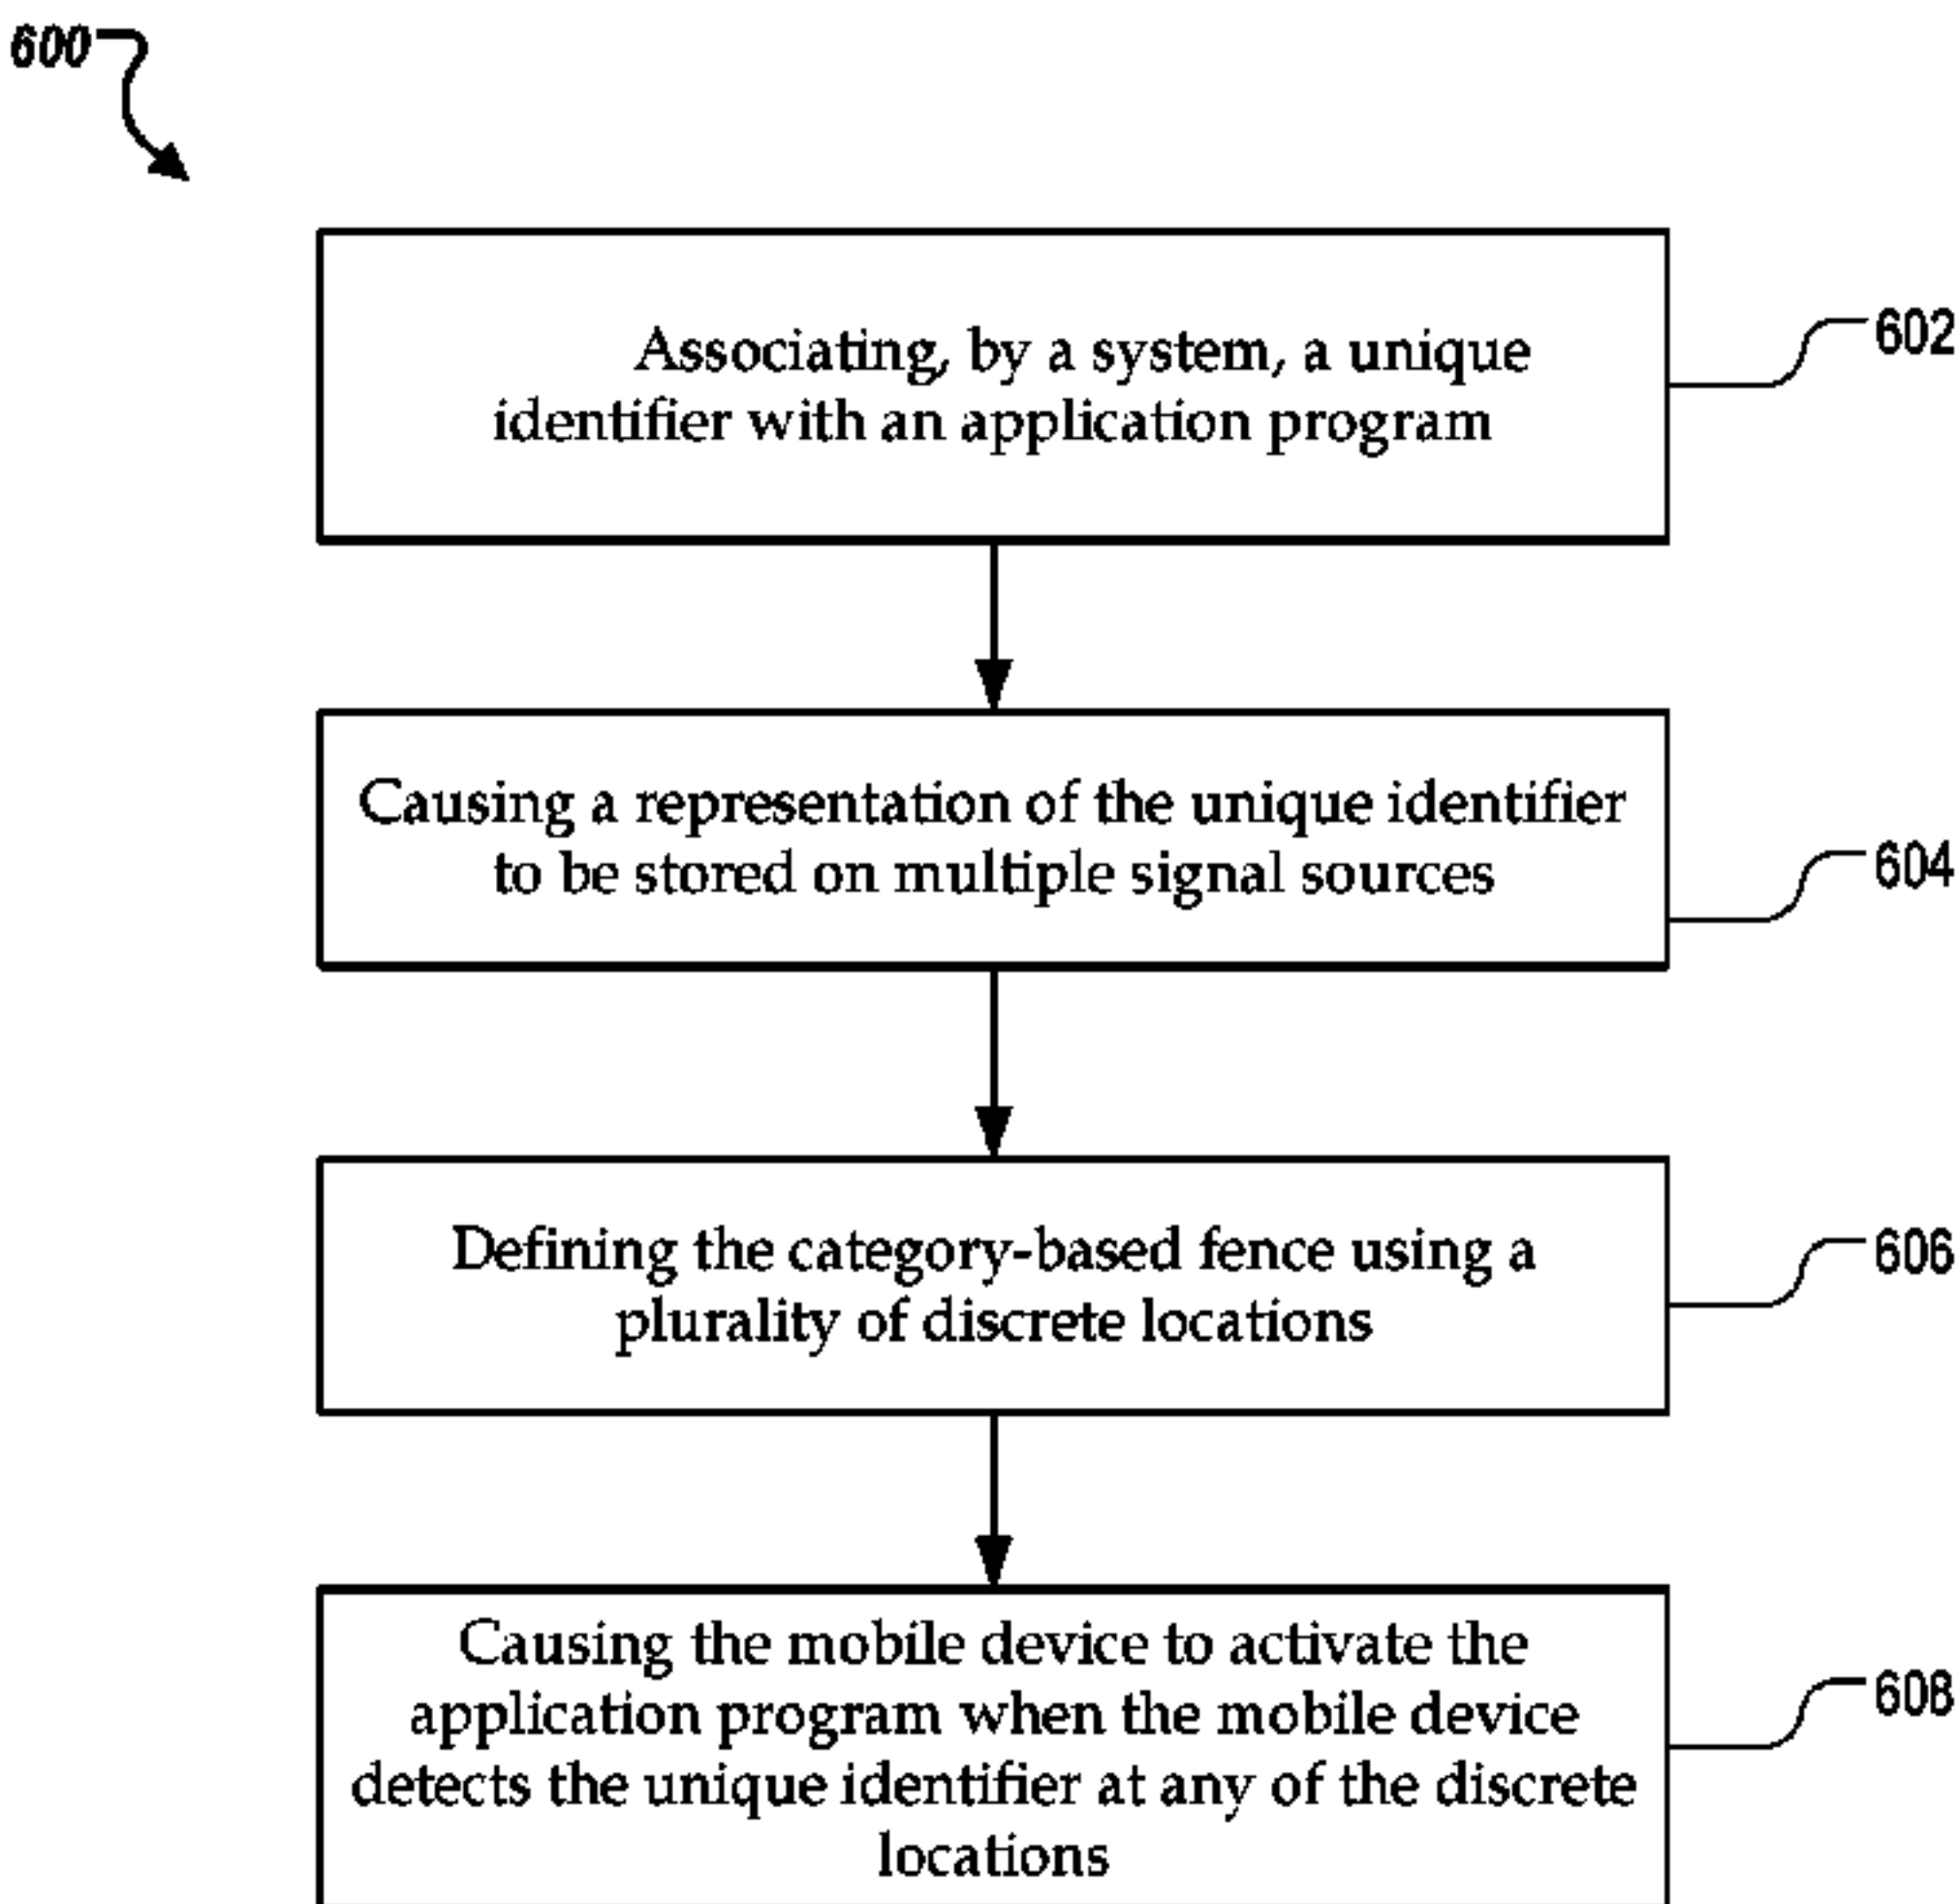 600
Associating, by a system, a unique
identifier with an application program
602
Causing a representation of the unique identifier
to be stored on multiple signal sources
604
Defining the category-based fence using a
plurality of discrete locations
606
Causing the mobile device to activate the
application program when the mobile device
detects the unique identifier at any of the discrete
locations
608